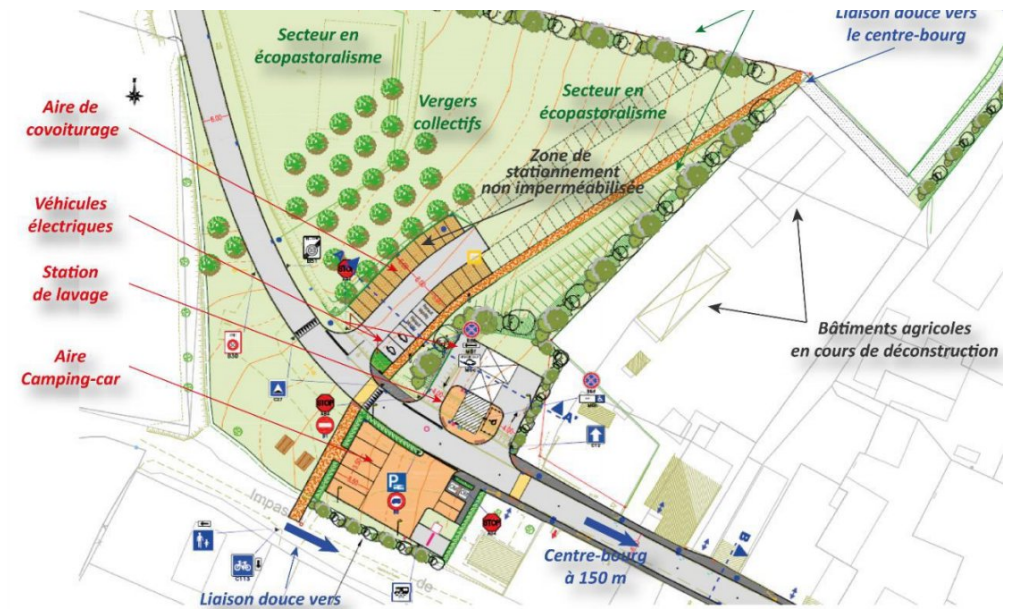 Liaison douce vers
le centre-bourg
Secteur en
écopastoralisme
Aire de
covoiturage
Vergers
collectifs
Secteur en
écopastoralisme
Zone de
stationnement
non imperméabilisée
Véhicules
électriques
Station
de lavage
Aire
Camping-car
Bâtiments agricoles
en cours de déconstruction
STOP
STOP
P
A'
B
Impas
de
Centre-bourg
à 150 m
Liaison douce vers